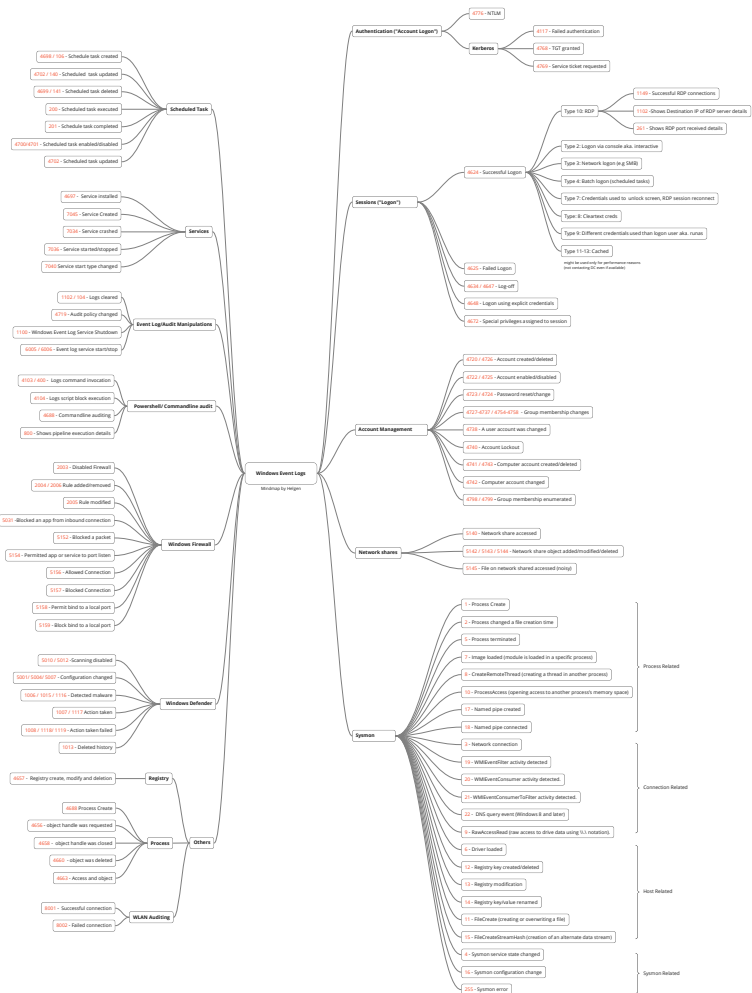 Windows Event Logs
Mindmap by Helgen
Authentication ("Account Logon")
4776 - NTLM
Kerberos
4768 - TGT granted
4769 - Service ticket requested
Sessions ("Logon")
4624 - Successful Logon
Type 10: RDP
1149 - Successful RDP connections
1102 -Shows Destination IP of RDP server details
261 - Shows RDP port received details
Type 2: Logon via console aka. interactive
Type 3: Network logon (e.g SMB)
Type 4: Batch logon (scheduled tasks)
Type 7: Credentials used to unlock screen, RDP session reconnect
Type: 8: Cleartext creds
Type 9: Different credentials used than logon user aka. runas
Type 11-13: Cached
might be used only for performance reasons
(not contacting DC even if available)
4625 - Failed Logon
4634 / 4647 - Log-off
4648 - Logon using explicit credentials
4672 - Special privileges assigned to session
Account Management
4720 / 4726 - Account created/deleted
4722 / 4725 - Account enabled/disabled
4723 / 4724 - Password reset/change
4727-4737 / 4754-4758 - Group membership changes
4738 - A user account was changed
4740 - Account Lockout
4741 / 4743 - Computer account created/deleted
4742 - Computer account changed
4798 / 4799 - Group membership enumerated
Network shares
5140 - Network share accessed
5142 / 5143 / 5144 - Network share object added/modified/deleted
5145 - File on network shared accessed (noisy)
Sysmon
1 - Process Create
2 - Process changed a file creation time
5 - Process terminated
7 - Image loaded (module is loaded in a specific process)
8 - CreateRemoteThread (creating a thread in another process)
10 - ProcessAccess (opening access to another process's memory space)
17 - Named pipe created
18 - Named pipe connected
Process Related
3 - Network connection
19 - WMIEventFilter activity detected
20 - WMIEventConsumer activity detected.
21- WMIEventConsumerToFilter activity detected.
22 - DNS query event (Windows 8 and later)
9 - RawAccessRead (raw access to drive data using \\.\ notation).
Connection Related
6 - Driver loaded
12 - Registry key created/deleted
13 - Registry modification
14 - Registry key/value renamed
11 - FileCreate (creating or overwriting a file)
15 - FileCreateStreamHash (creation of an alternate data stream)
Host Related
4 - Sysmon service state changed
16 - Sysmon configuration change
255 - Sysmon error
Sysmon Related
Scheduled Task
4698 / 106 - Schedule task created
4702 / 140 - Scheduled task updated
4699 / 141 - Scheduled task deleted
200 - Scheduled task executed
201 - Schedule task completed
4700/4701 - Scheduled task enabled/disabled
4702 - Scheduled task updated
Services
4697 - Service installed
7045 - Service Created
7034 - Service crashed
7036 - Service started/stopped
7040 Service start type changed
Event Log/Audit Manipulations
1102 / 104 - Logs cleared
4719 - Audit policy changed
1100 - Windows Event Log Service Shutdown
6005 / 6006 - Event log service start/stop
Powershell/ Commandline audit
4103 / 400 - Logs command invocation
4104 - Logs script block execution
4688 - Commandline auditing
800 - Shows pipeline execution details
Windows Firewall
2003 - Disabled Firewall
2004 / 2006 Rule added/removed
2005 Rule modified
5031 -Blocked an app from inbound connection
5152 - Blocked a packet
5154 - Permitted app or service to port listen
5156 - Allowed Connection
5157 - Blocked Connection
5158 - Permit bind to a local port
5159 - Block bind to a local port
Windows Defender
5010 / 5012 -Scanning disabled
5001/ 5004/ 5007 - Configuration changed
1006 / 1015 / 1116 - Detected malware
1007 / 1117 Action taken
1008 / 1118/ 1119 - Action taken failed
1013 - Deleted history
Others
Registry
4657 - Registry create, modify and deletion
Process
4688 Process Create
4656 - object handle was requested
4658 - object handle was closed
4660 - object was deleted
4663 - Access and object
WLAN Auditing
8001 - Successful connection
8002 - Failed connection